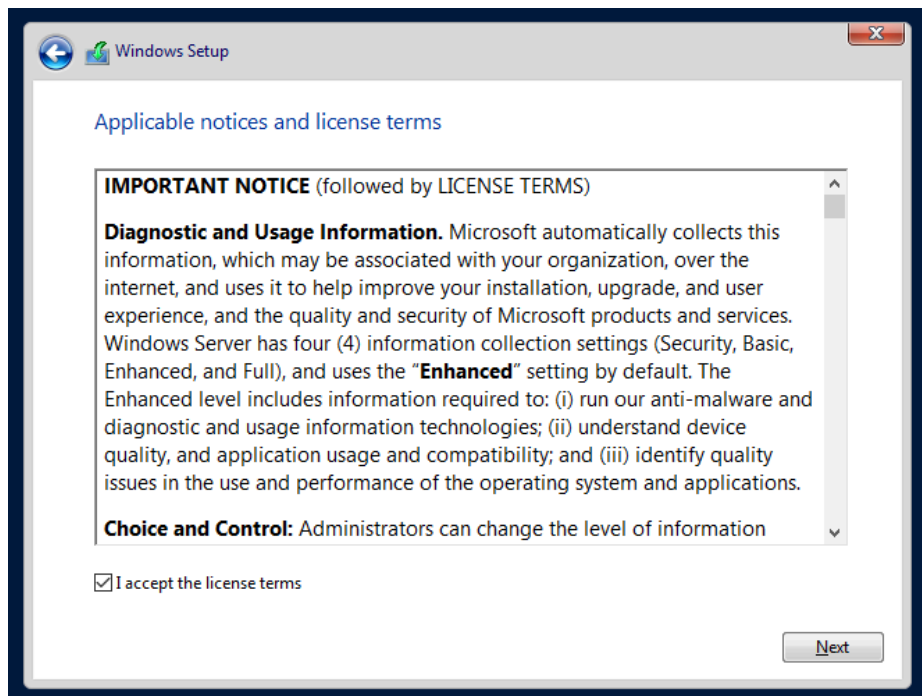 Windows Setup
Applicable notices and license terms
IMPORTANT NOTICE (followed by LICENSE TERMS)
Diagnostic and Usage Information. Microsoft automatically collects this
information, which may be associated with your organization, over the
internet, and uses it to help improve your installation, upgrade, and user
experience, and the quality and security of Microsoft products and services.
Windows Server has four (4) information collection settings (Security, Basic,
Enhanced, and Full), and uses the “Enhanced” setting by default. The
Enhanced level includes information required to: (i) run our anti-malware and
diagnostic and usage information technologies; (ii) understand device
quality, and application usage and compatibility; and (iii) identify quality
issues in the use and performance of the operating system and applications.
Choice and Control: Administrators can change the level of information
I accept the license terms
Next